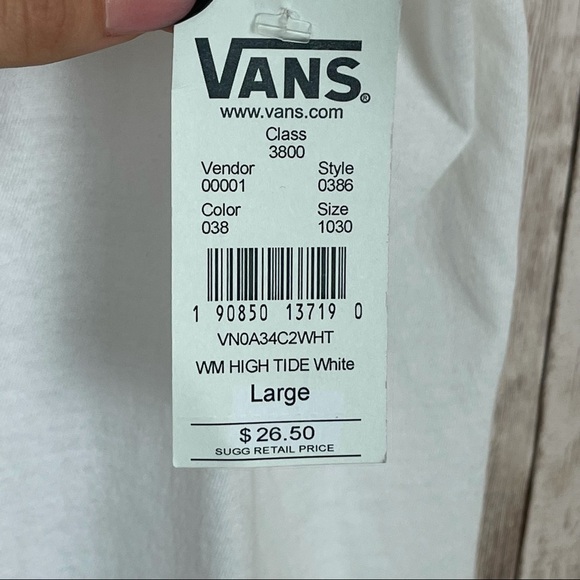 VANS®
www.vans.com
Class
3800
Vendor Style
00001 0386
Color Size
038 1030
1 90850 13719 0
VN0A34C2WHT
WM HIGH TIDE White
Large
$ 26.50
SUGG RETAIL PRICE